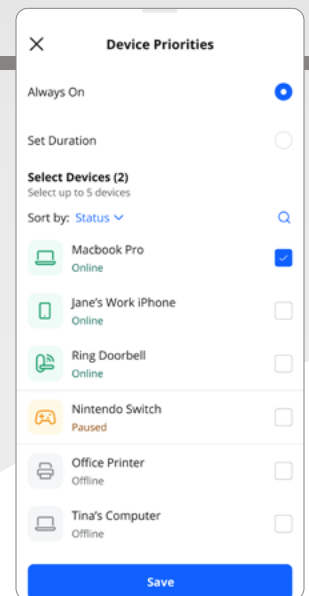 Device Priorities
Always On
Set Duration
Select Devices (2)
Select up to 5 devices
Sort by: Status
Macbook Pro
Online
Jane's Work iPhone
Online
Ring Doorbell
Online
Nintendo Switch
Paused
Office Printer
Offline
Tina's Computer
Offline
Save